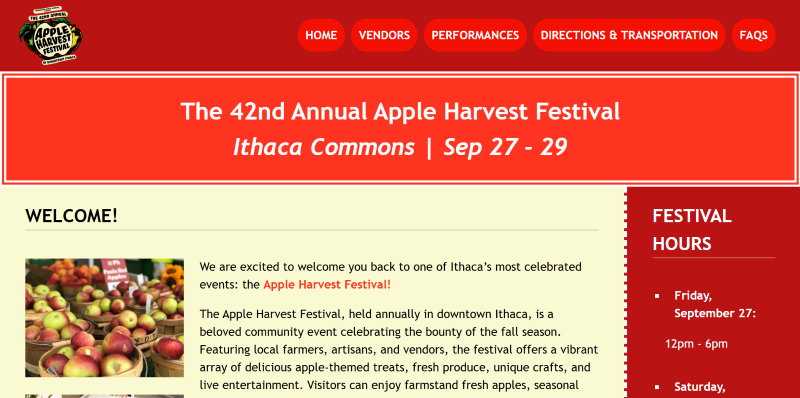 THE 42ND ANNUAL
APPLE
HARVEST
FESTIVAL
HOME
VENDORS
PERFORMANCES
DIRECTIONS & TRANSPORTATION
FAQS
The 42nd Annual Apple Harvest Festival
Ithaca Commons | Sep 27 - 29
WELCOME!
We are excited to welcome you back to one of Ithaca’s most celebrated
events: the Apple Harvest Festival!
The Apple Harvest Festival, held annually in downtown Ithaca, is a
beloved community event celebrating the bounty of the fall season.
Featuring local farmers, artisans, and vendors, the festival offers a vibrant
array of delicious apple-themed treats, fresh produce, unique crafts, and
live entertainment. Visitors can enjoy farmstand fresh apples, seasonal
FESTIVAL
HOURS
Friday,
September 27:
12pm - 6pm
Saturday,